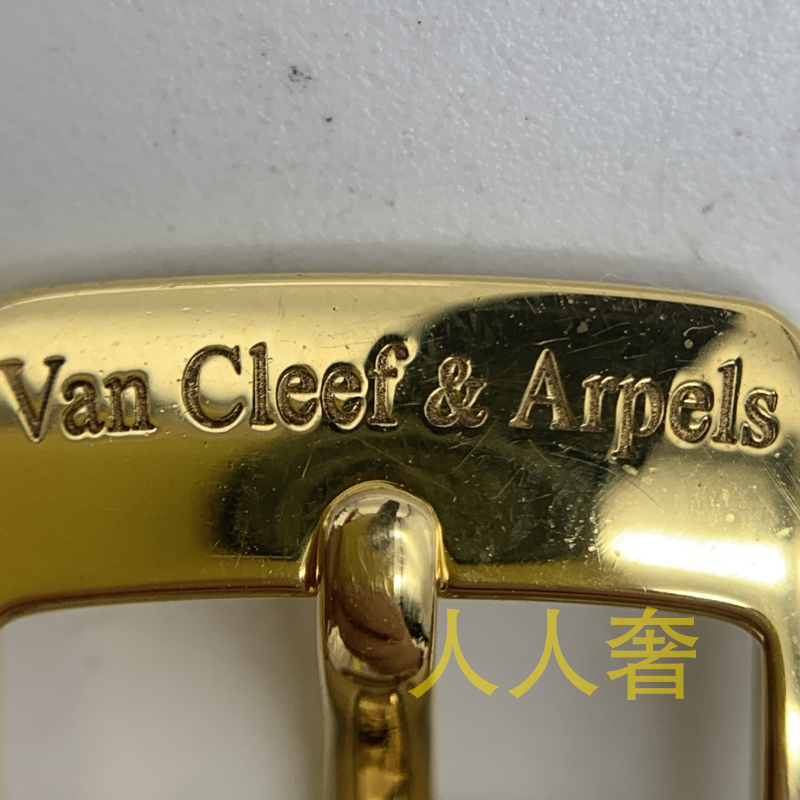 Van Cleef & Arpels
人人奢